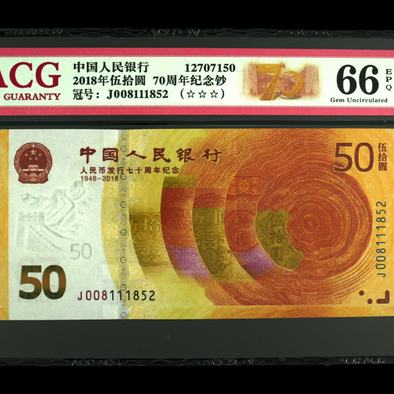 ACG
GUARANTY
中国人民银行 12707150
2018年伍拾圆 70周年纪念钞
冠号: J008111852 (☆☆☆)
70
66 EPQ
Gem Uncirculated
中国人民银行
人民币发行七十周年纪念
1948-2018
50 伍拾圆
50
50
J008111852
J008111852